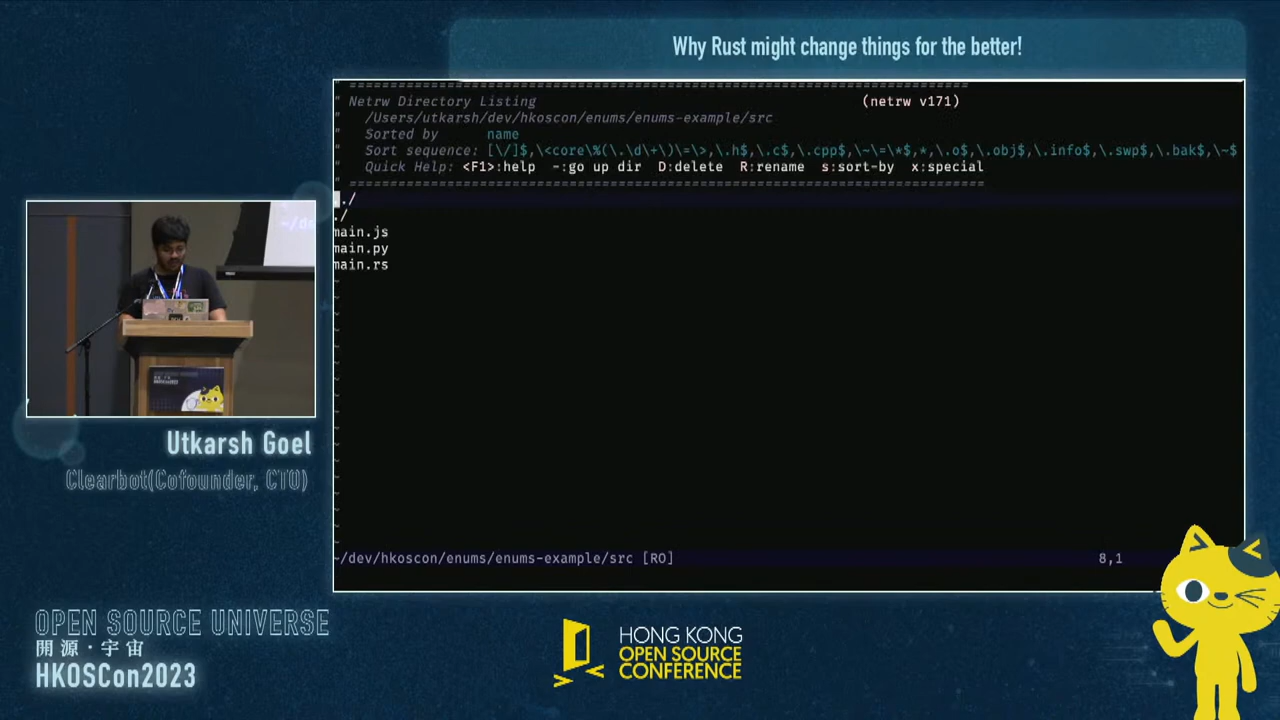 Why Rust might change things for the better!
" ============================================================================
" Netrw Directory Listing (netrw v171)
" /Users/utkarsh/dev/hkoscon/enums/enums-example/src
" Sorted by name
" Sort sequence: [\/]$,\<core\%(\.\d\+\)\=\>,\.h$,\.c$,\.cpp$,\~\=\*$,*,\.o$,\.obj$,\.info$,\.swp$,\.bak$,\~$
" Quick Help: <F1>:help -:go up dir D:delete R:rename s:sort-by x:special
" ==============================================================================
../
./
main.js
main.py
main.rs
~/dev/hkoscon/enums/enums-example/src [RO] 8,1
Utkarsh Goel
Clearbot(Cofounder, CTO)
OPEN SOURCE UNIVERSE
開源・宇宙
HKOSCon2023
HONG KONG
OPEN SOURCE
CONFERENCE